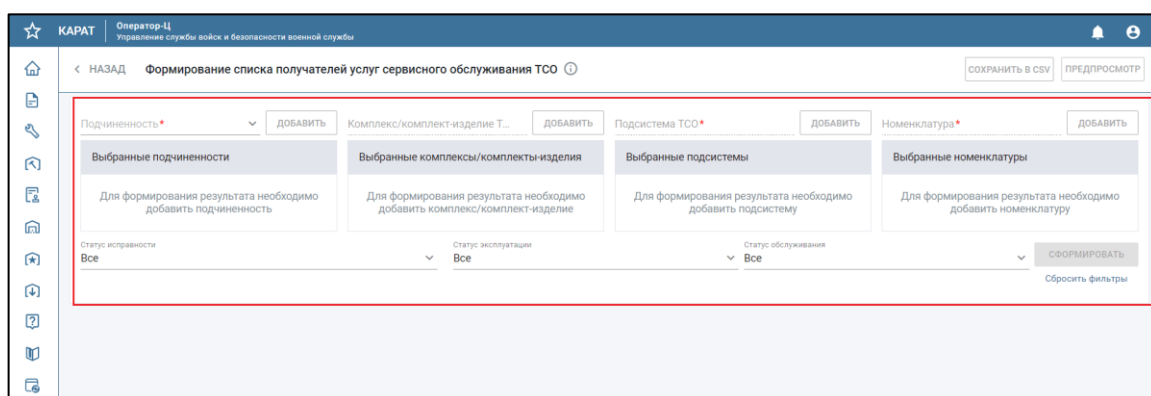 КАРАТ
Оператор-Ц
Управление службы войск и безопасности военной службы
НАЗАД Формирование списка получателей услуг сервисного обслуживания ТСО
СОХРАНИТЬ В CSV ПРЕДПРОСМОТР
Подчиненность* ДОБАВИТЬ Комплекс/комплект-изделие Т... ДОБАВИТЬ Подсистема ТСО* ДОБАВИТЬ Номенклатура* ДОБАВИТЬ
Выбранные подчиненности
Для формирования результата необходимо
добавить подчиненность
Выбранные комплексы/комплекты-изделия
Для формирования результата необходимо
добавить комплекс/комплект-изделие
Выбранные подсистемы
Для формирования результата необходимо
добавить подсистему
Выбранные номенклатуры
Для формирования результата необходимо
добавить номенклатуру
Статус исправности
Все
Статус эксплуатации
Все
Статус обслуживания
Все
СФОРМИРОВАТЬ
Сбросить фильтры